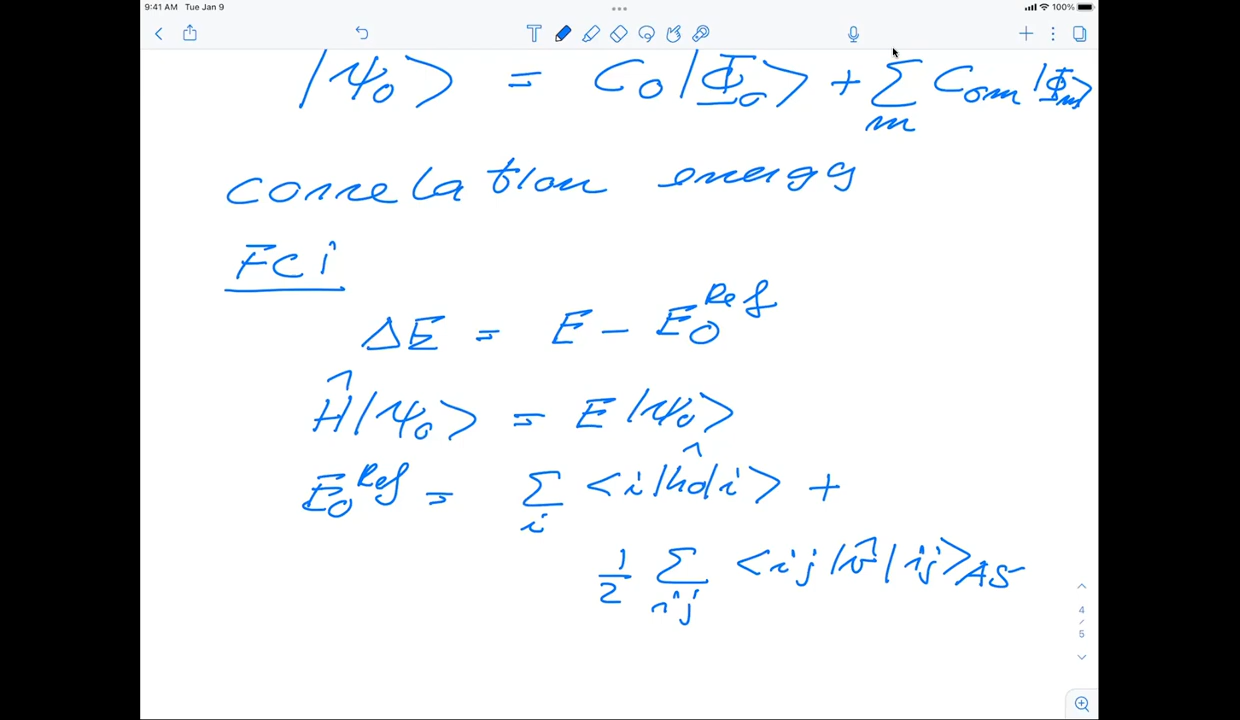 9:41 AM Tue Jan 9 100%
|Ψ₀⟩ = C₀|Φ₀⟩ + Σ_m C₀ₘ|Φₘ⟩
correlation energy
FCi
ΔE = E − E₀^Ref
Ĥ|Ψ₀⟩ = E|Ψ₀⟩
E₀^Ref = Σ_i <i|ĥ₀|i> +
1/2 Σ_ij <ij|v̂|ij>_AS
4
/
5